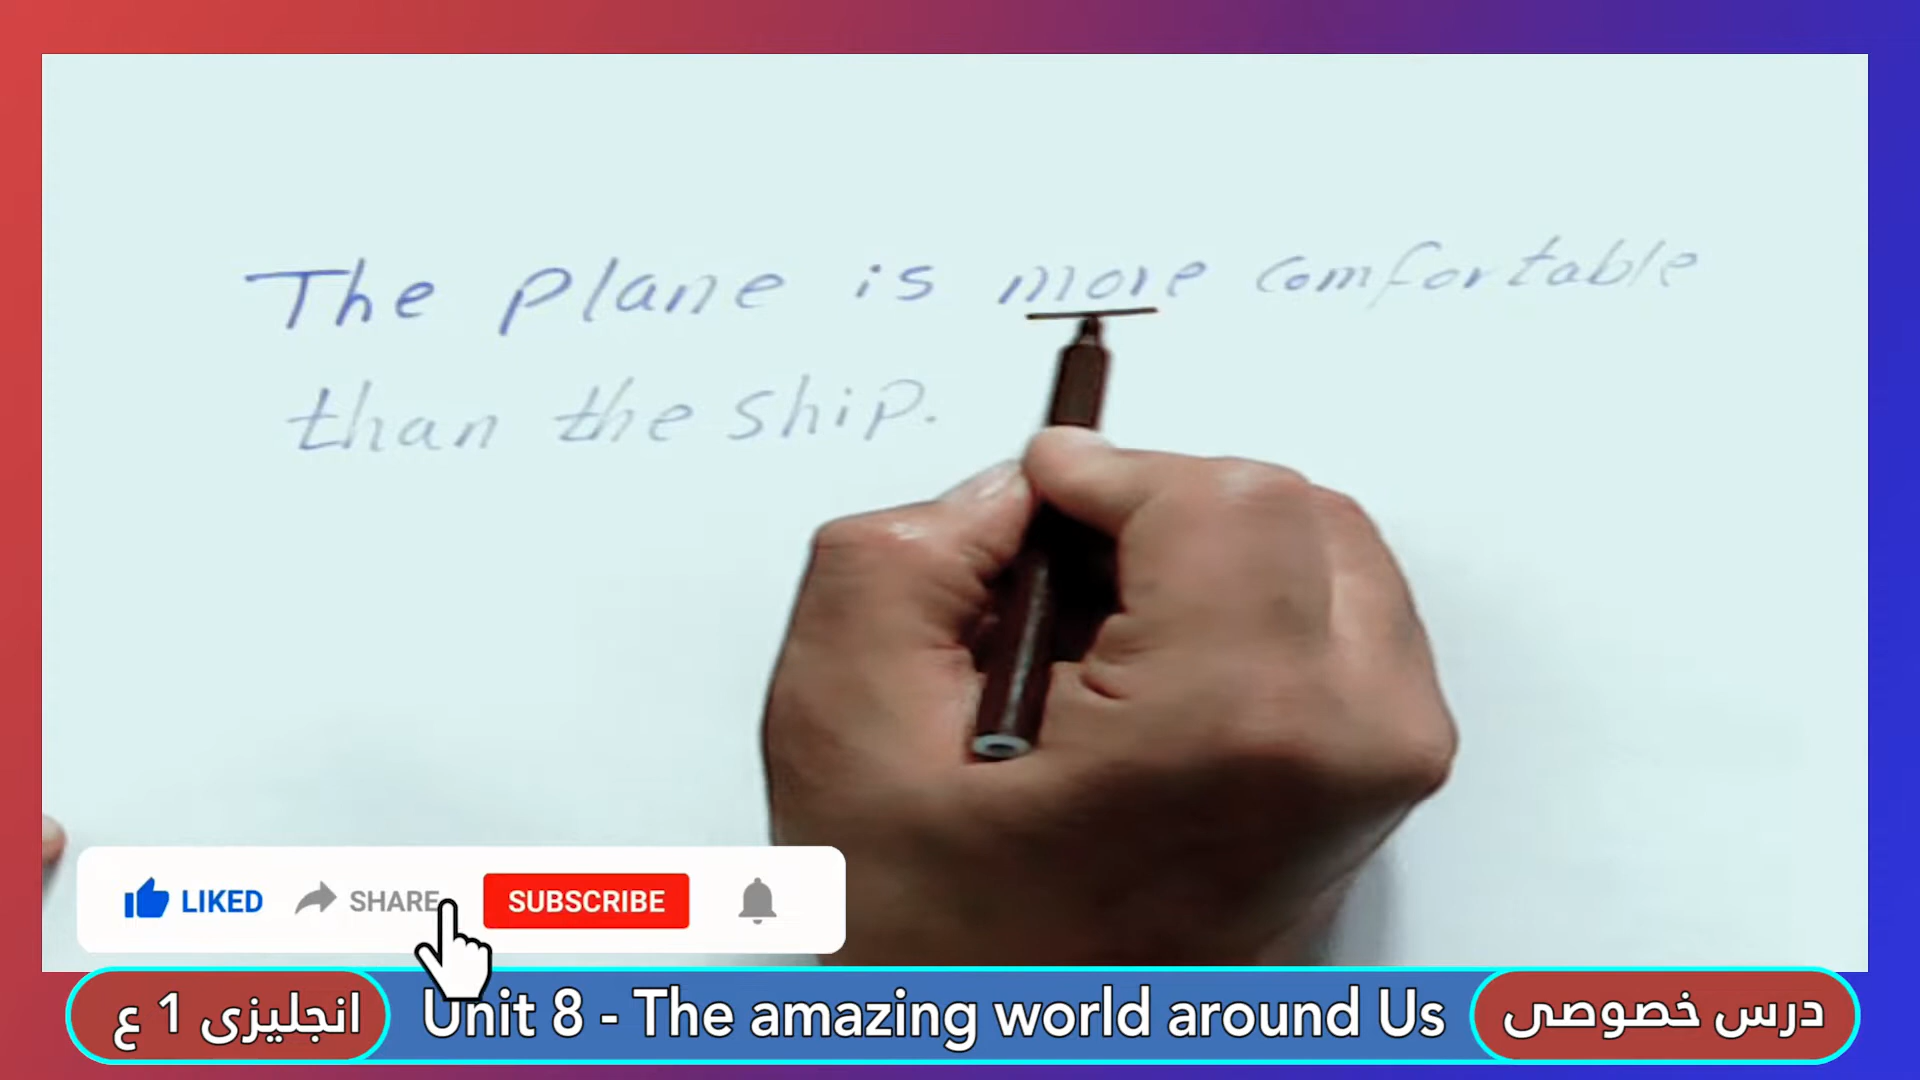 The plane is more comfortable
than the ship.
LIKED SHARE SUBSCRIBE
انجليزى 1 ع
Unit 8 - The amazing world around Us
درس خصوصى